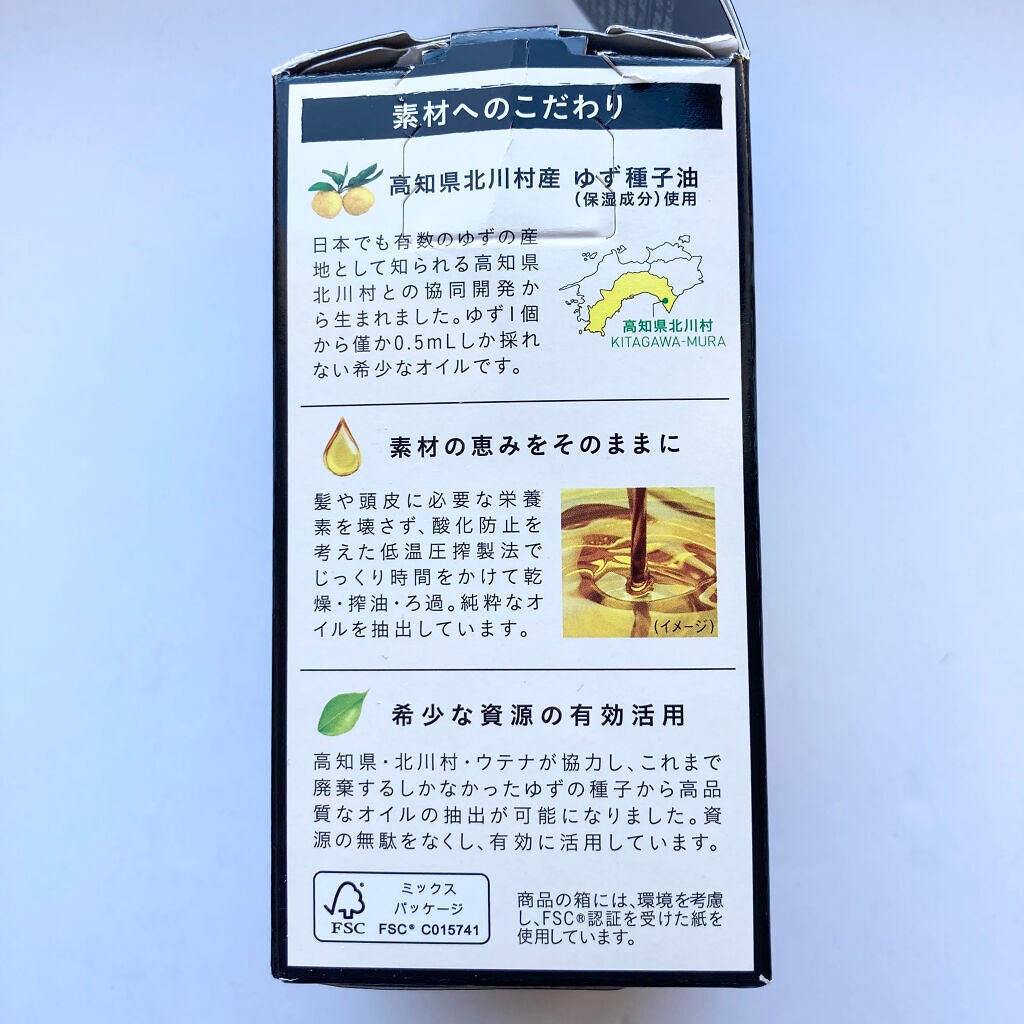 素材へのこだわり
高知県北川村産 ゆず種子油
(保湿成分)使用
日本でも有数のゆずの産
地として知られる高知県
北川村との協同開発か
ら生まれました。ゆず1個
から僅か0.5mLしか採れ
ない希少なオイルです。
高知県北川村
KITAGAWA-MURA
素材の恵みをそのままに
髪や頭皮に必要な栄養
素を壊さず、酸化防止を
考えた低温圧搾製法で
じっくり時間をかけて乾
燥・搾油・ろ過。純粋なオ
イルを抽出しています。
(イメージ)
希少な資源の有効活用
高知県・北川村・ウテナが協力し、これまで
廃棄するしかなかったゆずの種子から高品
質なオイルの抽出が可能になりました。資
源の無駄をなくし、有効に活用しています。
ミックス
パッケージ
FSC
FSC® C015741
商品の箱には、環境を考慮
し、FSC®認証を受けた紙を
使用しています。